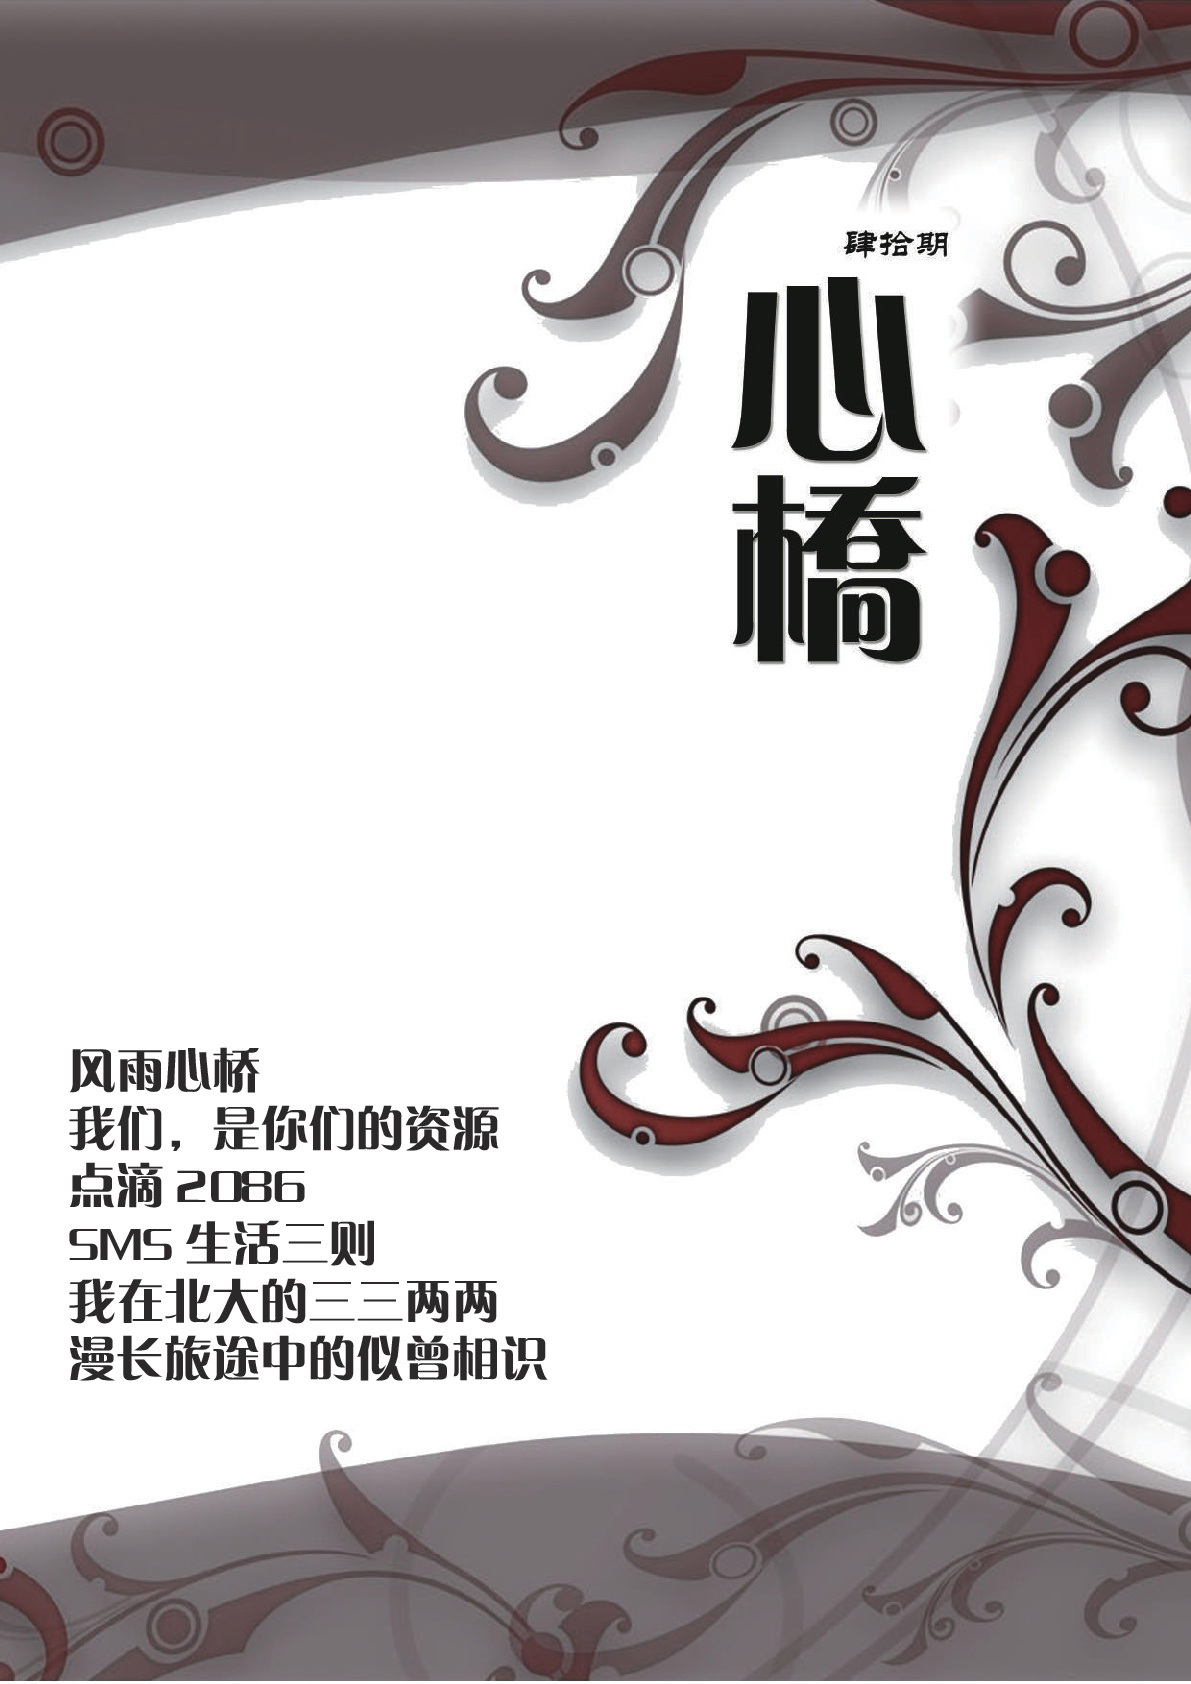 肆拾期
心
橋
风雨心桥
我们，是你们的资源
点滴 2086
SMS 生活三则
我在北大的三三两两
漫长旅途中的似曾相识